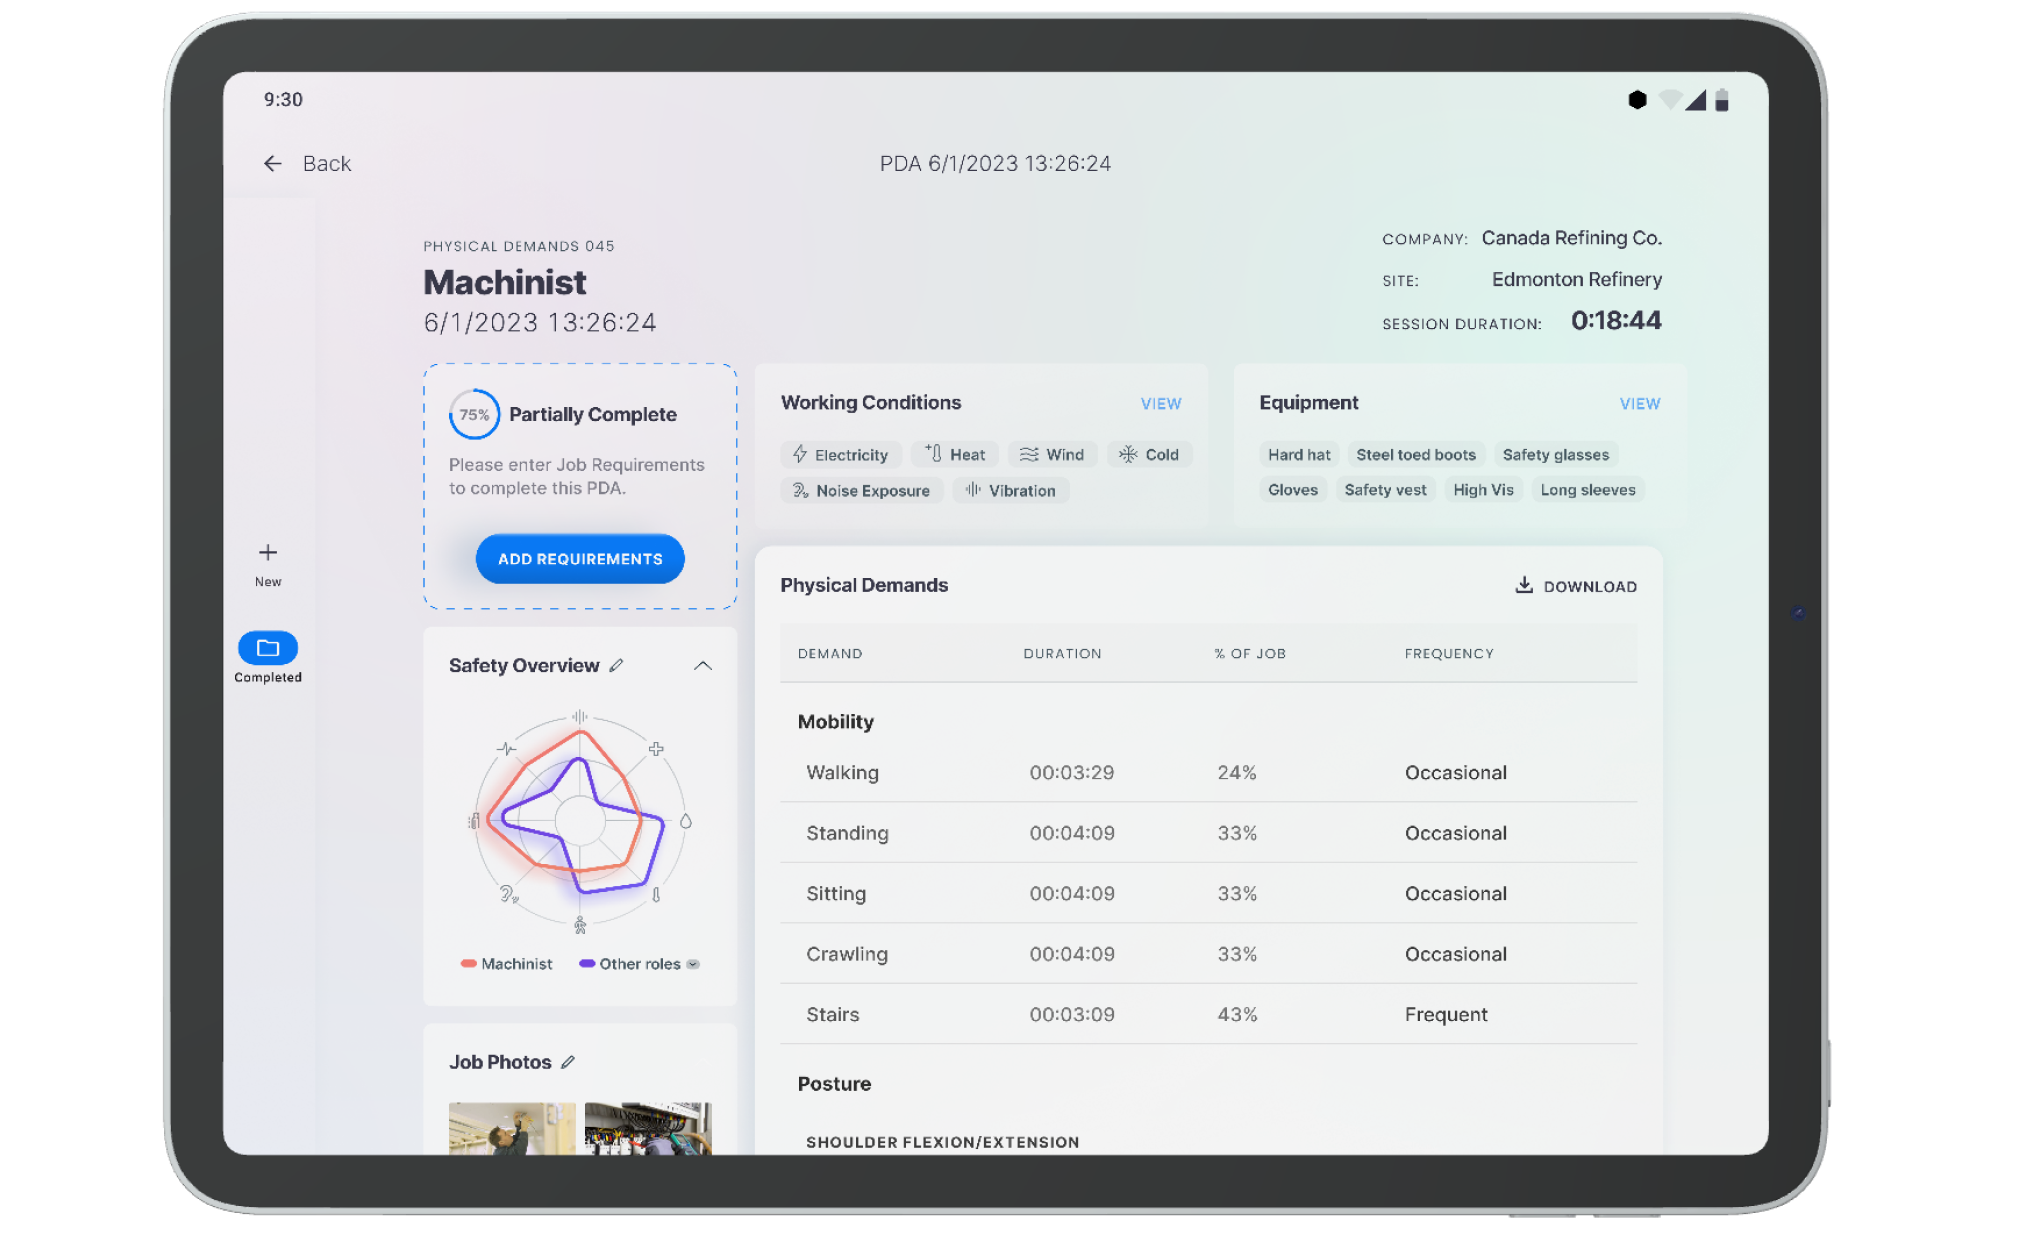 9:30
Back
PDA 6/1/2023 13:26:24
PHYSICAL DEMANDS 045
Machinist
6/1/2023 13:26:24
COMPANY: Canada Refining Co.
SITE: Edmonton Refinery
SESSION DURATION: 0:18:44
New
Completed
75% Partially Complete
Please enter Job Requirements
to complete this PDA.
ADD REQUIREMENTS
Working Conditions VIEW
Electricity Heat Wind Cold
Noise Exposure Vibration
Equipment VIEW
Hard hat Steel toed boots Safety glasses
Gloves Safety vest High Vis Long sleeves
Safety Overview
Machinist Other roles
Job Photos
Physical Demands DOWNLOAD
DEMAND DURATION % OF JOB FREQUENCY
Mobility
Walking 00:03:29 24% Occasional
Standing 00:04:09 33% Occasional
Sitting 00:04:09 33% Occasional
Crawling 00:04:09 33% Occasional
Stairs 00:03:09 43% Frequent
Posture
SHOULDER FLEXION/EXTENSION